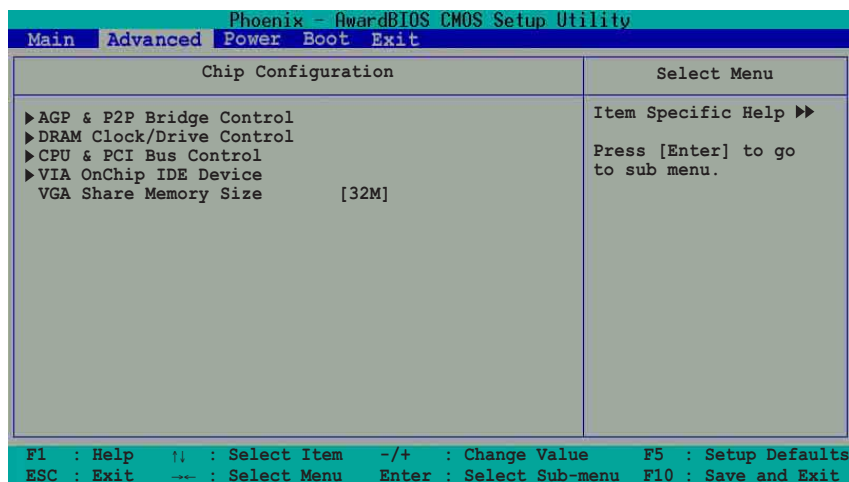 Phoenix - AwardBIOS CMOS Setup Utility
Main Advanced Power Boot Exit
Chip Configuration
Select Menu
▶AGP & P2P Bridge Control
▶DRAM Clock/Drive Control
▶CPU & PCI Bus Control
▶VIA OnChip IDE Device
VGA Share Memory Size [32M]
Item Specific Help ▶▶
Press [Enter] to go
to sub menu.
F1 : Help ↑↓ : Select Item -/+ : Change Value F5 : Setup Defaults
ESC : Exit →← : Select Menu Enter : Select Sub-menu F10 : Save and Exit